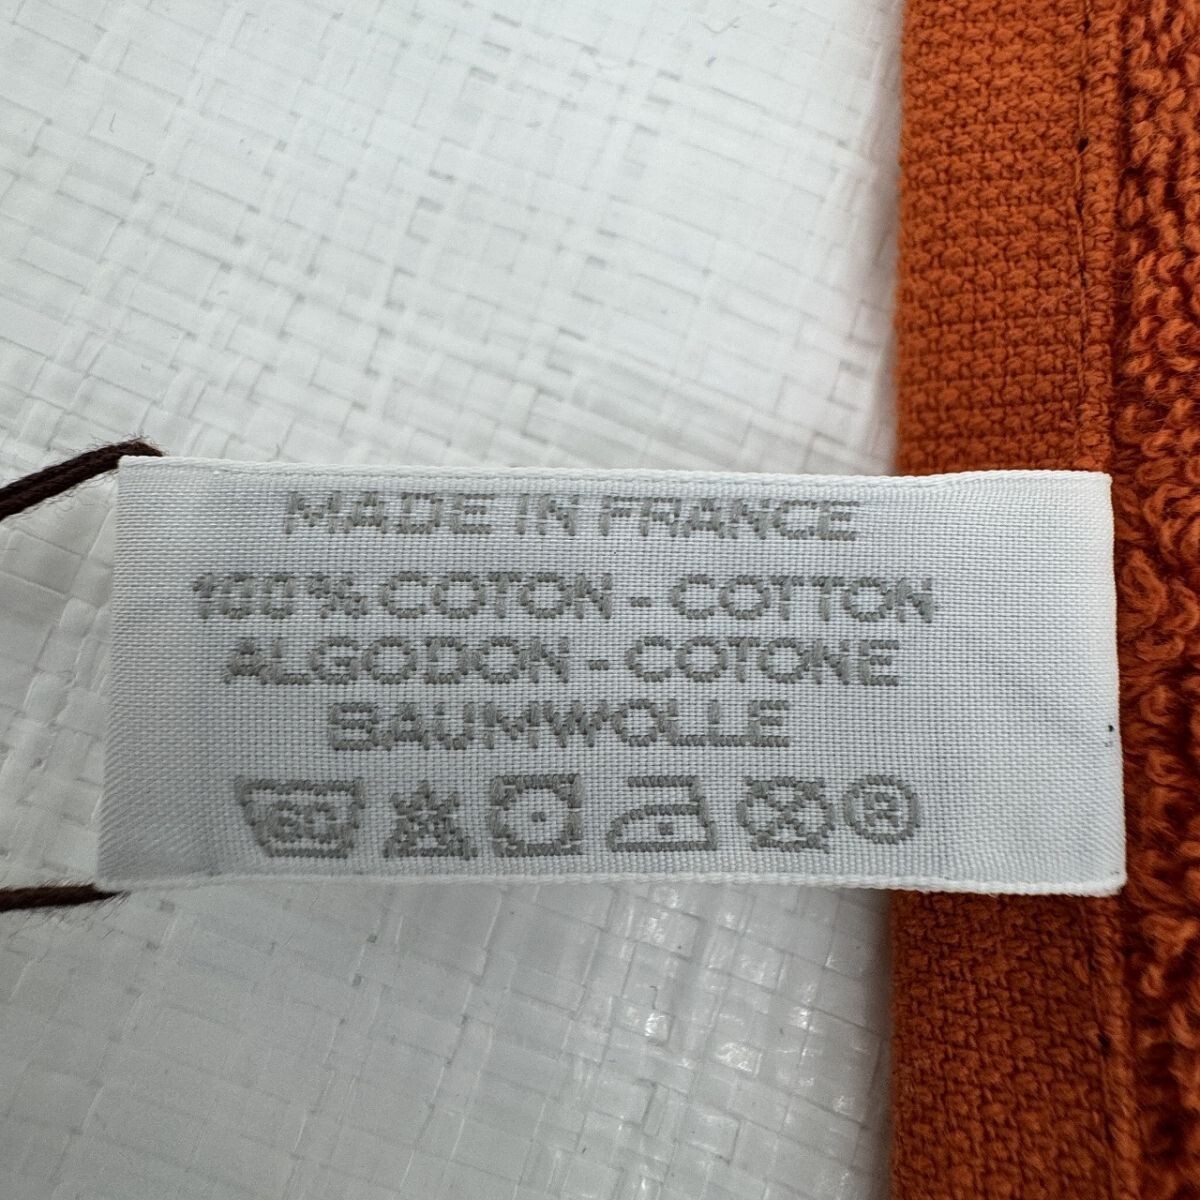 MADE IN FRANCE
100% COTON - COTTON
ALGODON - COTONE
BAUMWOLLE
®